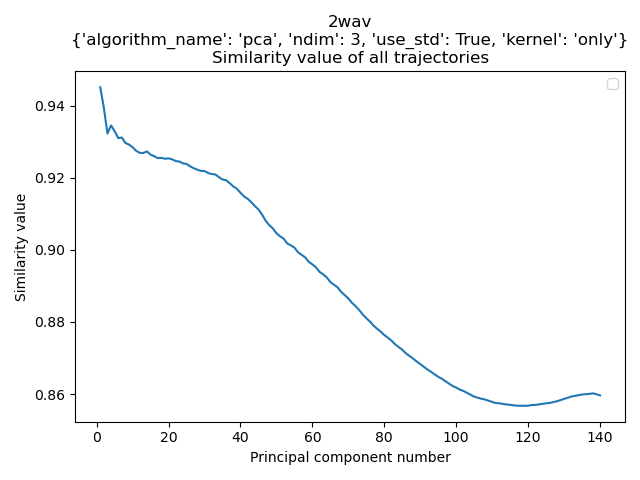 2wav
{'algorithm_name': 'pca', 'ndim': 3, 'use_std': True, 'kernel': 'only'}
Similarity value of all trajectories
0.94
0.92
0.90
0.88
0.86
Similarity value
0 20 40 60 80 100 120 140
Principal component number